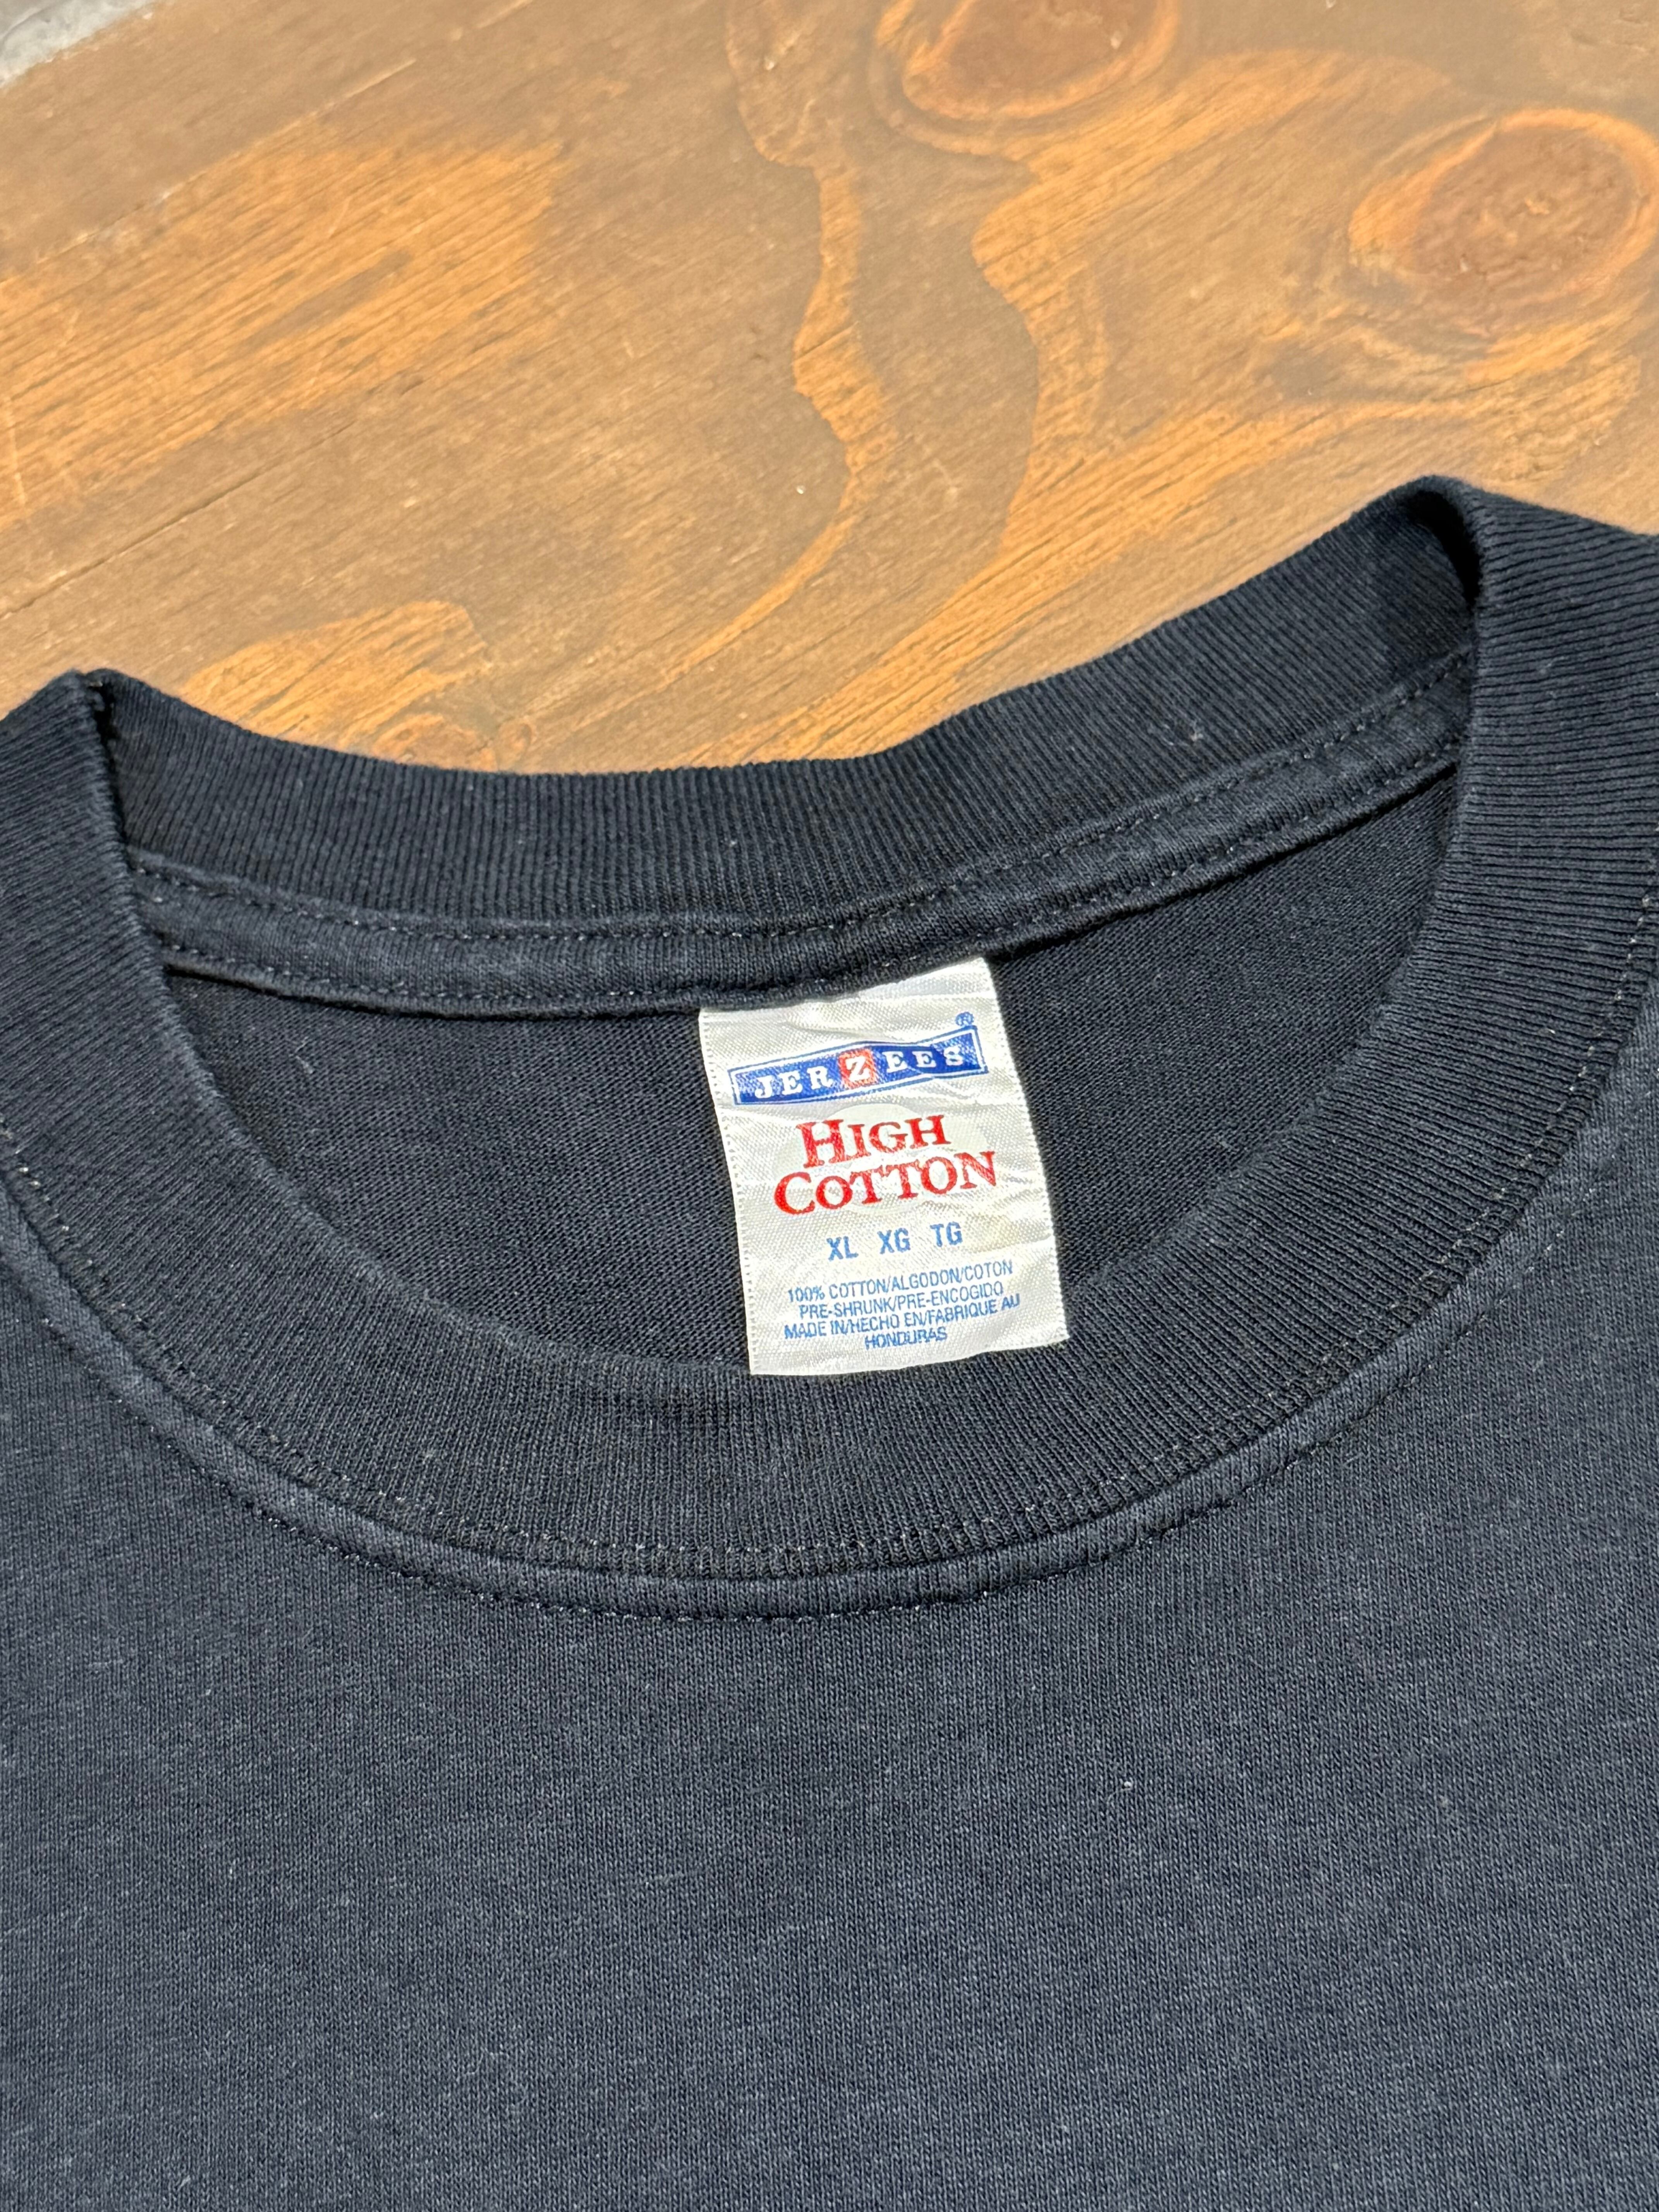 JERZEES®
HIGH
COTTON
XL XG TG
100% COTTON/ALGODON/COTON
PRE-SHRUNK/PRE-ENCOGIDO
MADE IN/HECHO EN/FABRIQUE AU
HONDURAS